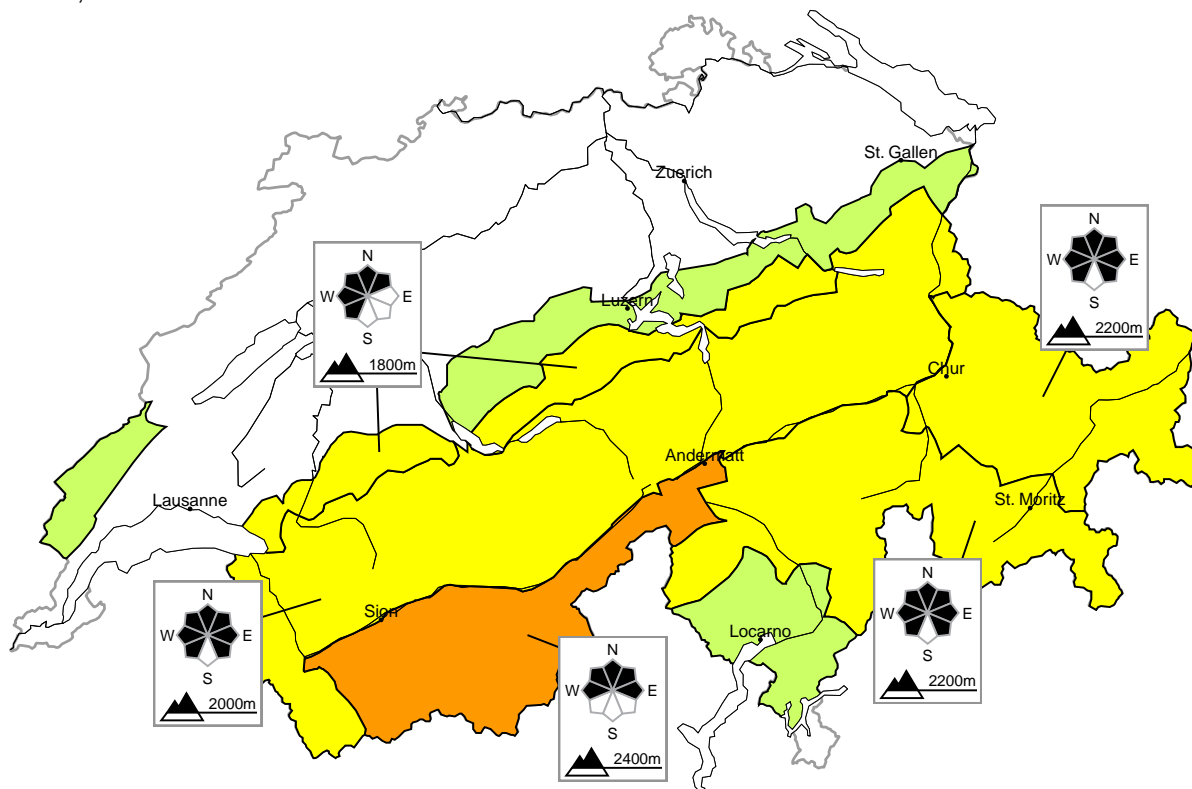 St. Gallen
Zuerich
N
W E
S
2200m
N
W E
S
1800m
Luzern
Chur
Andermatt
Lausanne
St. Moritz
N
W E
S
2200m
N
W E
S
2000m
Sion
Locarno
N
W E
S
2400m